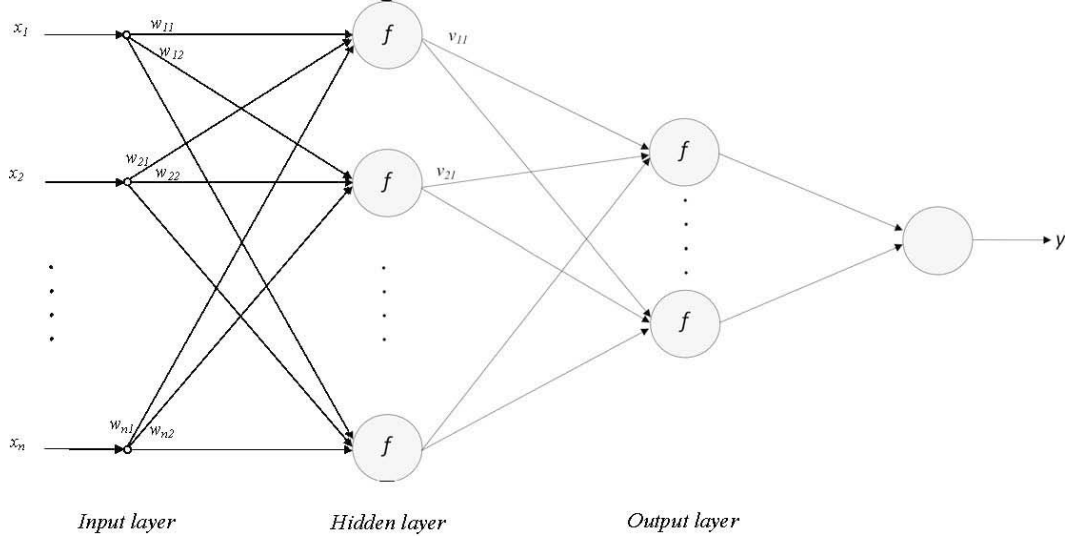 x1 w11 f v11
w12
f
x2 w21 w22 f v21
y
f
xn wn1 wn2 f
Input layer Hidden layer Output layer